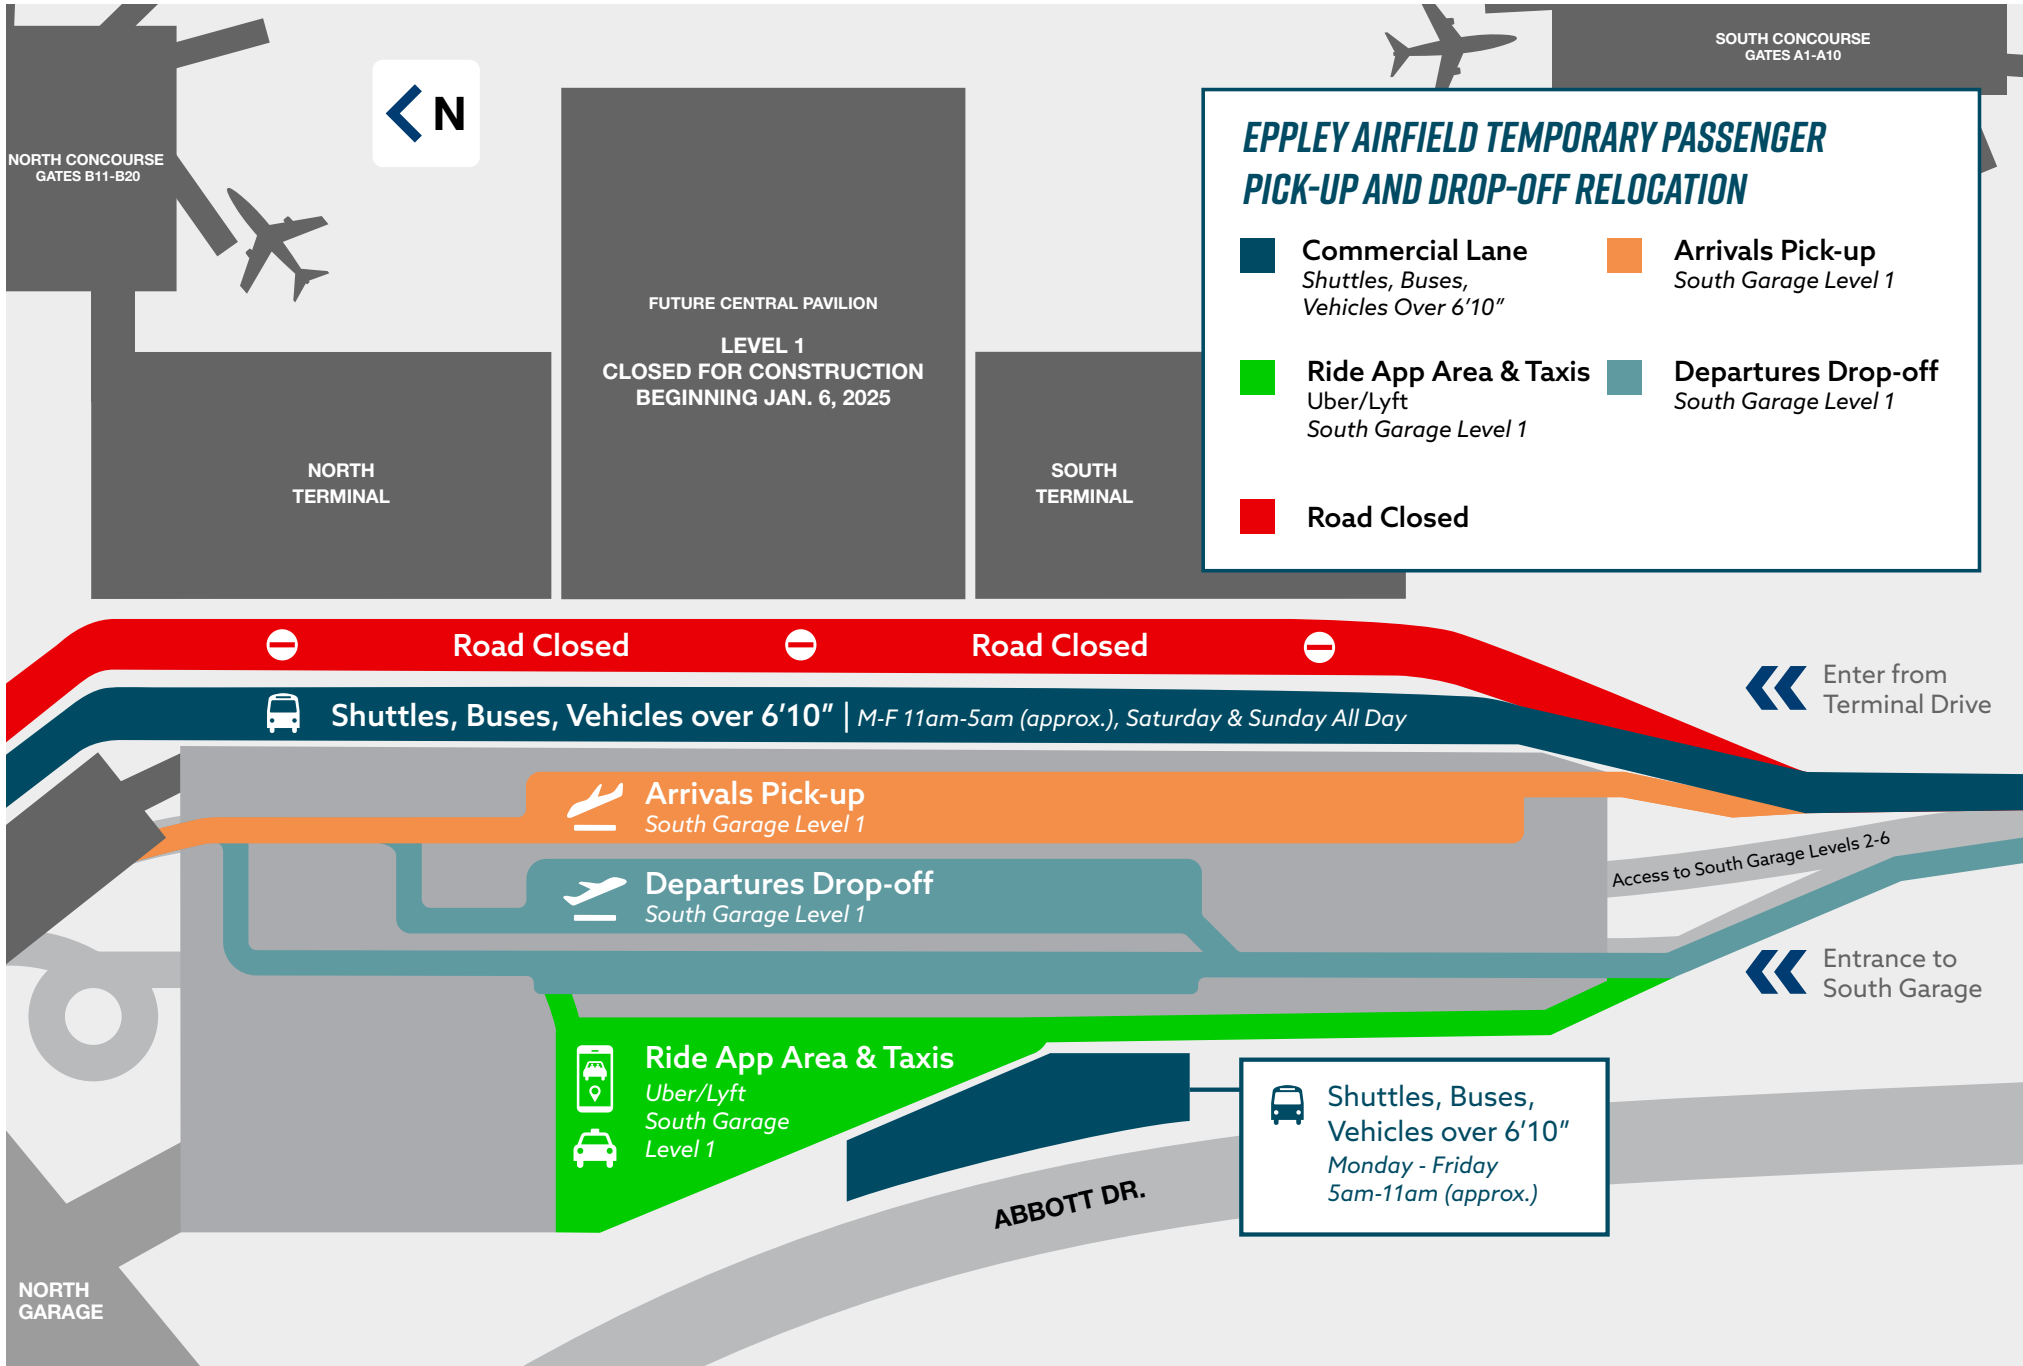 SOUTH CONCOURSE
GATES A1-A10
N
NORTH CONCOURSE
GATES B11-B20
EPPLEY AIRFIELD TEMPORARY PASSENGER
PICK-UP AND DROP-OFF RELOCATION
Commercial Lane
Shuttles, Buses,
Vehicles Over 6’10”
Arrivals Pick-up
South Garage Level 1
Ride App Area & Taxis
Uber/Lyft
South Garage Level 1
Departures Drop-off
South Garage Level 1
Road Closed
FUTURE CENTRAL PAVILION
LEVEL 1
CLOSED FOR CONSTRUCTION
BEGINNING JAN. 6, 2025
NORTH
TERMINAL
SOUTH
TERMINAL
Road Closed
Road Closed
Enter from
Terminal Drive
Shuttles, Buses, Vehicles over 6’10” | M-F 11am-5am (approx.), Saturday & Sunday All Day
Arrivals Pick-up
South Garage Level 1
Access to South Garage Levels 2-6
Departures Drop-off
South Garage Level 1
Entrance to
South Garage
Ride App Area & Taxis
Uber/Lyft
South Garage
Level 1
Shuttles, Buses,
Vehicles over 6’10”
Monday - Friday
5am-11am (approx.)
ABBOTT DR.
NORTH
GARAGE